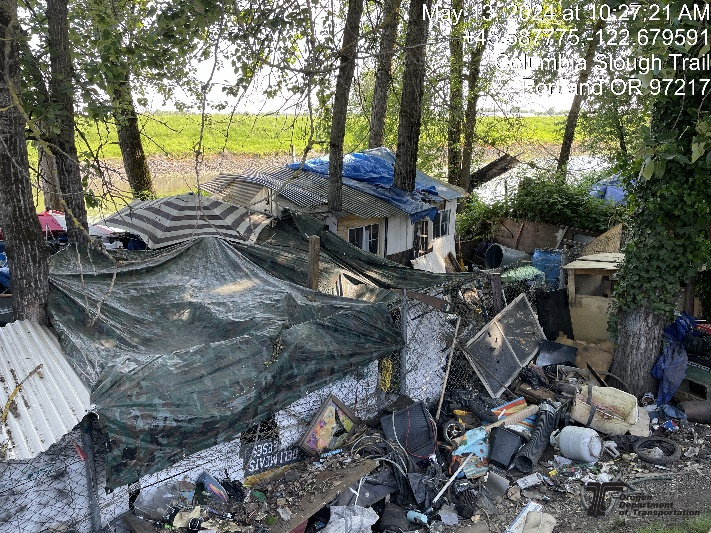 May 13, 2024 at 10:27:21 AM
+45.587775,-122.679591
Columbia Slough Trail
Portland OR 97217
Oregon
Department
of Transportation